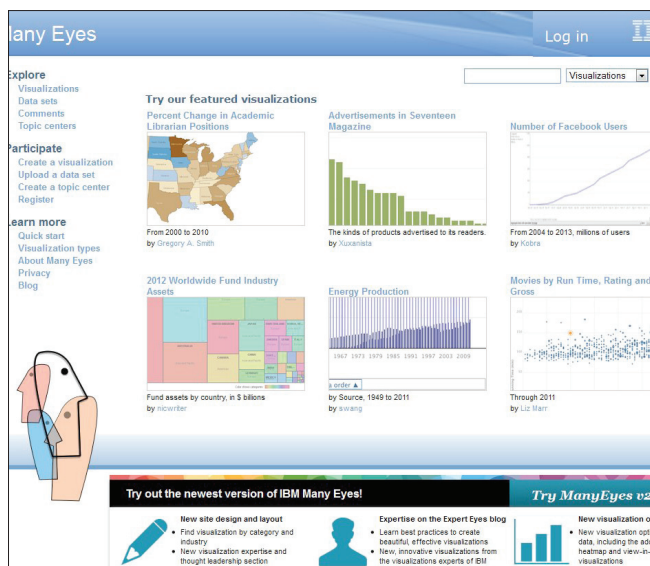 any Eyes
Log in
Explore
Visualizations
Data sets
Comments
Topic centers
Participate
Create a visualization
Upload a data set
Create a topic center
Register
Learn more
Quick start
Visualization types
About Many Eyes
Privacy
Blog
Visualizations
Try our featured visualizations
Percent Change in Academic
Librarian Positions
From 2000 to 2010
by Gregory A. Smith
Advertisements in Seventeen
Magazine
The kinds of products advertised to its readers.
by Xuxanista
Number of Facebook Users
From 2004 to 2013, millions of users
by Kobra
2012 Worldwide Fund Industry
Assets
Fund assets by country, in $ billions
by nicwriter
Energy Production
1967 1973 1979 1985 1991 1997 2003 2009
a order ▲
by Source, 1949 to 2011
by swang
Movies by Run Time, Rating and
Gross
Through 2011
by Liz Marr
Try out the newest version of IBM Many Eyes!
Try ManyEyes v2
New site design and layout
• Find visualization by category and
industry
• New visualization expertise and
thought leadership section
Expertise on the Expert Eyes blog
• Learn best practices to create
beautiful, effective visualizations
• New, innovative visualizations from
the visualizations experts of IBM
New visualization o
• New visualization opt
data, including the add
heatmap and view-in-
visualizations